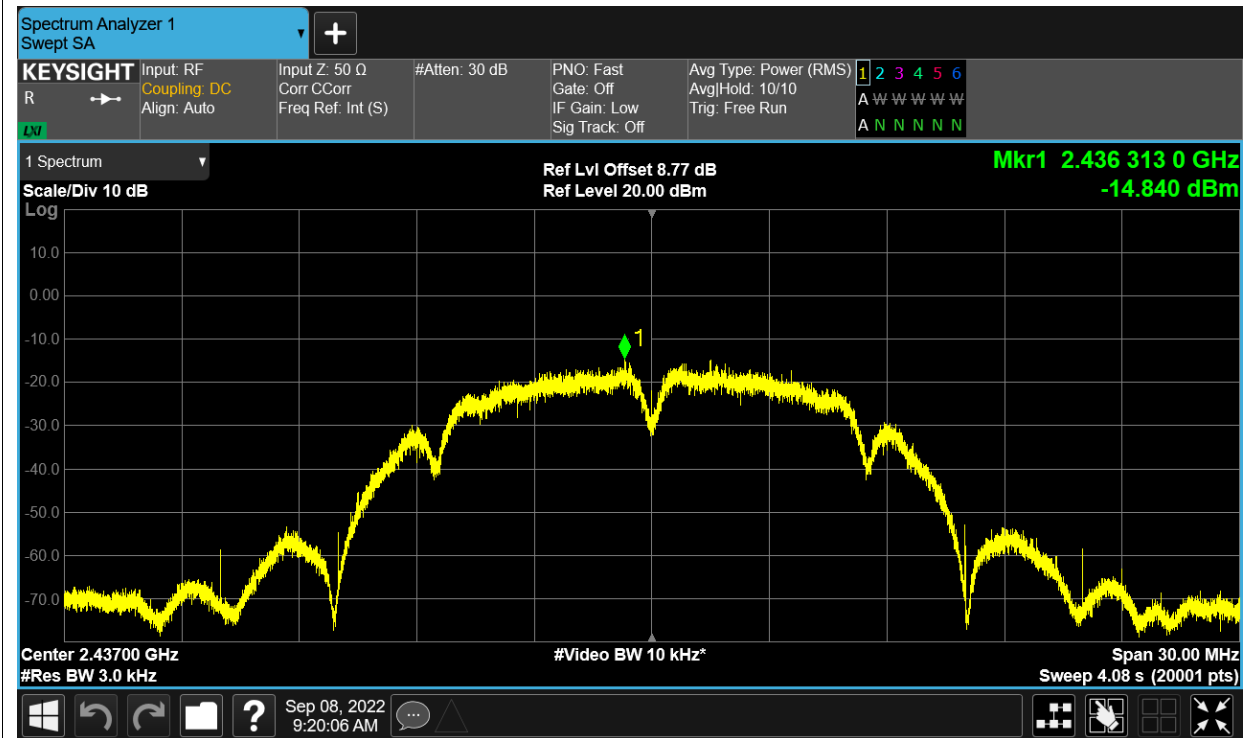 Spectrum Analyzer 1
Swept SA
+
KEYSIGHT
R
LXI
Input: RF
Coupling: DC
Align: Auto
Input Z: 50 Ω
Corr CCorr
Freq Ref: Int (S)
#Atten: 30 dB
PNO: Fast
Gate: Off
IF Gain: Low
Sig Track: Off
Avg Type: Power (RMS)
Avg|Hold: 10/10
Trig: Free Run
1 2 3 4 5 6
A W W W W W
A N N N N N
1 Spectrum
Scale/Div 10 dB
Ref Lvl Offset 8.77 dB
Ref Level 20.00 dBm
Mkr1 2.436 313 0 GHz
-14.840 dBm
Log
10.0
0.00
-10.0
-20.0
-30.0
-40.0
-50.0
-60.0
-70.0
1
Center 2.43700 GHz
#Res BW 3.0 kHz
#Video BW 10 kHz*
Span 30.00 MHz
Sweep 4.08 s (20001 pts)
?
Sep 08, 2022
9:20:06 AM